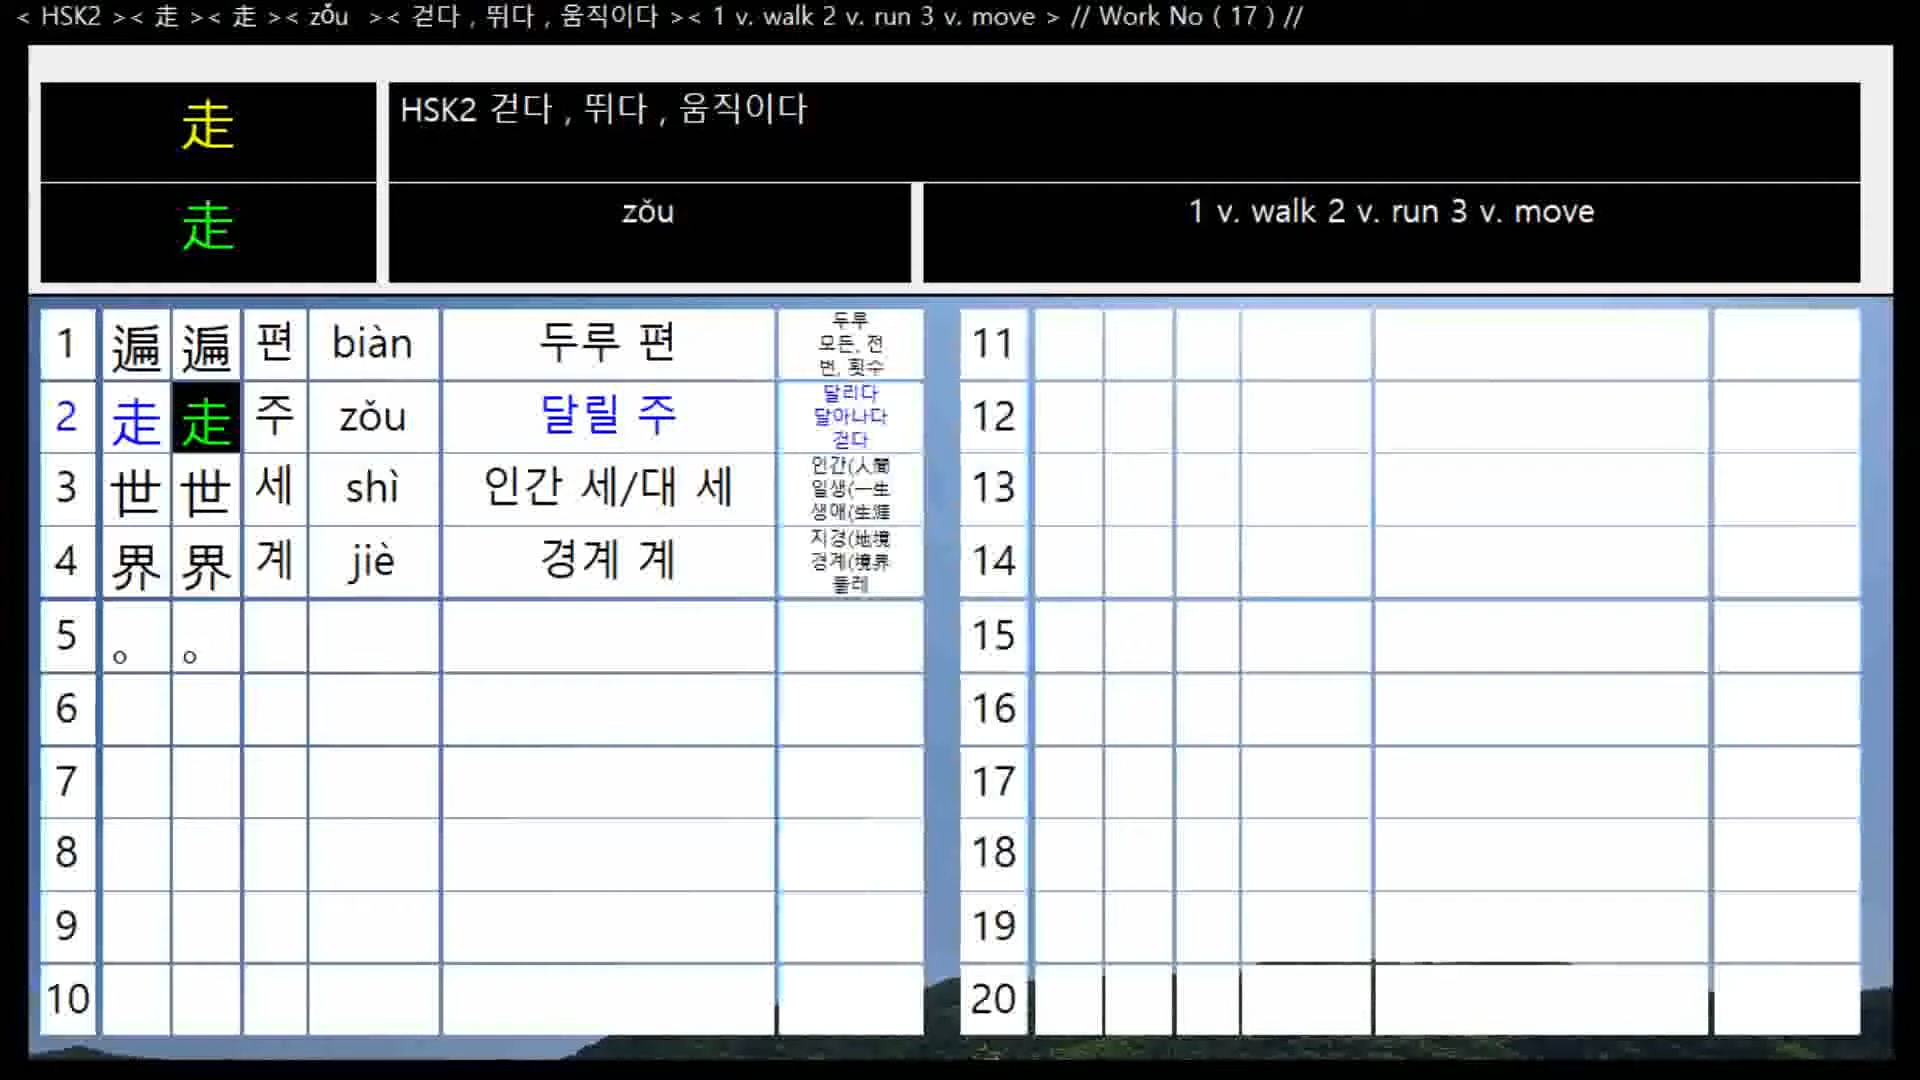 < HSK2 >< 走 >< 走 >< zǒu >< 걷다 , 뛰다 , 움직이다 >< 1 v. walk 2 v. run 3 v. move > // Work No ( 17 ) //
走
HSK2 걷다 , 뛰다 , 움직이다
走
zǒu
1 v. walk 2 v. run 3 v. move
1 遍 遍 편 biàn 두루 편
두루
모든, 전
번, 횟수
2 走 走 주 zǒu 달릴 주
달리다
달아나다
걷다
3 世 世 세 shì 인간 세/대 세
인간(人間
일생(一生
생애(生涯
4 界 界 계 jiè 경계 계
지경(地境
경계(境界
둘레
5 。 。
6
7
8
9
10
11
12
13
14
15
16
17
18
19
20